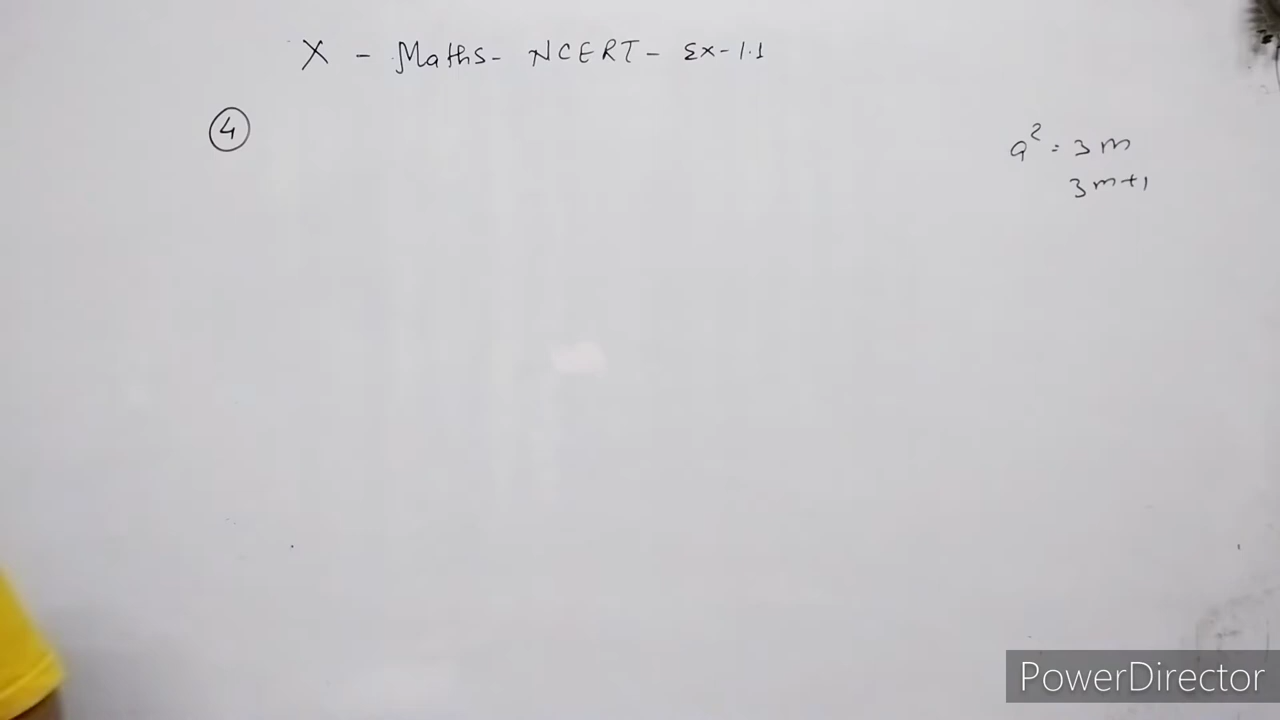 X - Maths - NCERT - Ex-1.1
4
a² = 3m
3m+1
PowerDirector